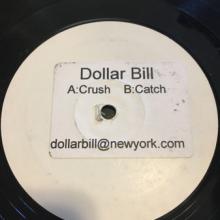 Dollar Bill
A:Crush B:Catch
dollarbill@newyork.com